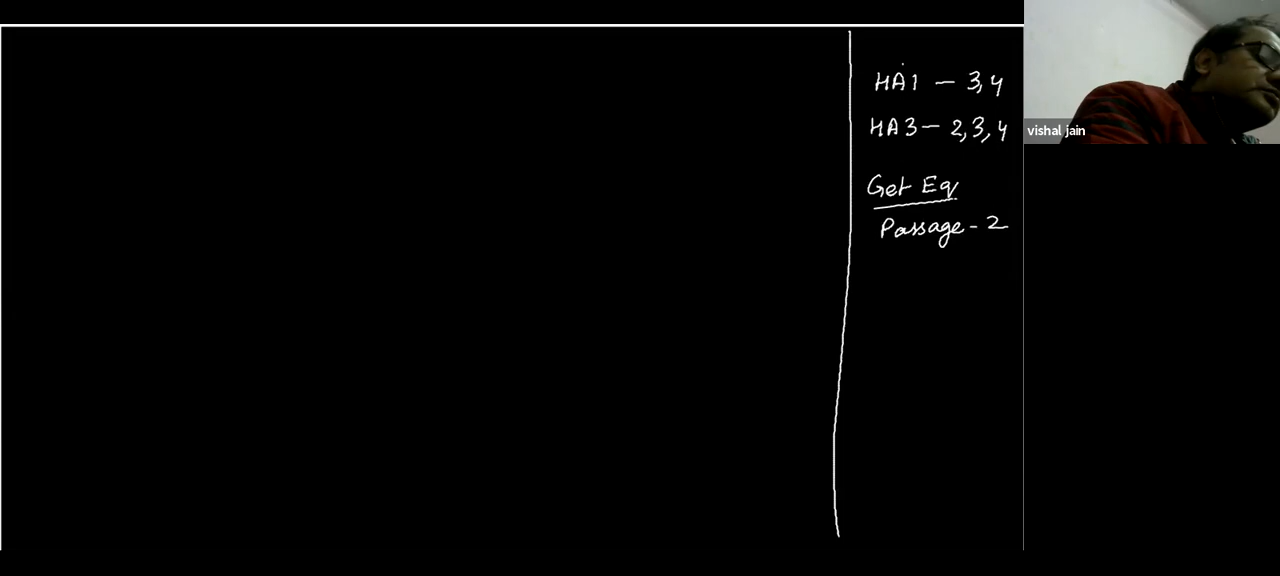 HA1 - 3,4
HA3 - 2,3,4
Get Eq
Passage - 2
vishal jain